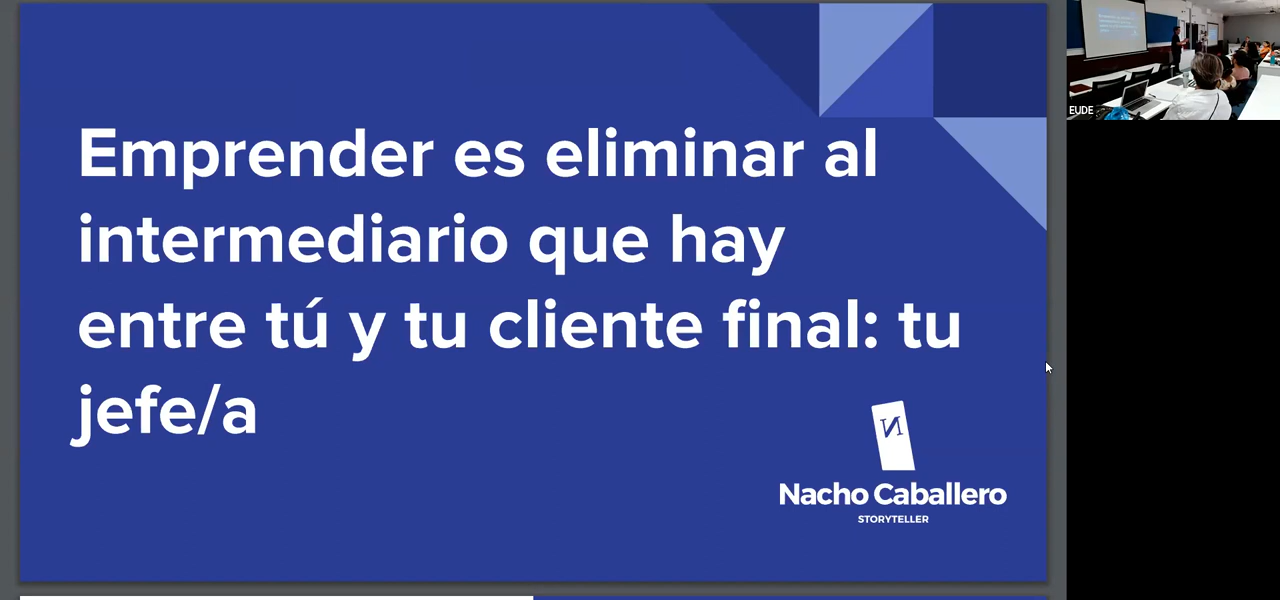 Emprender es eliminar al
intermediario que hay
entre tú y tu cliente final: tu
jefe/a
Nacho Caballero
STORYTELLER
EUDE